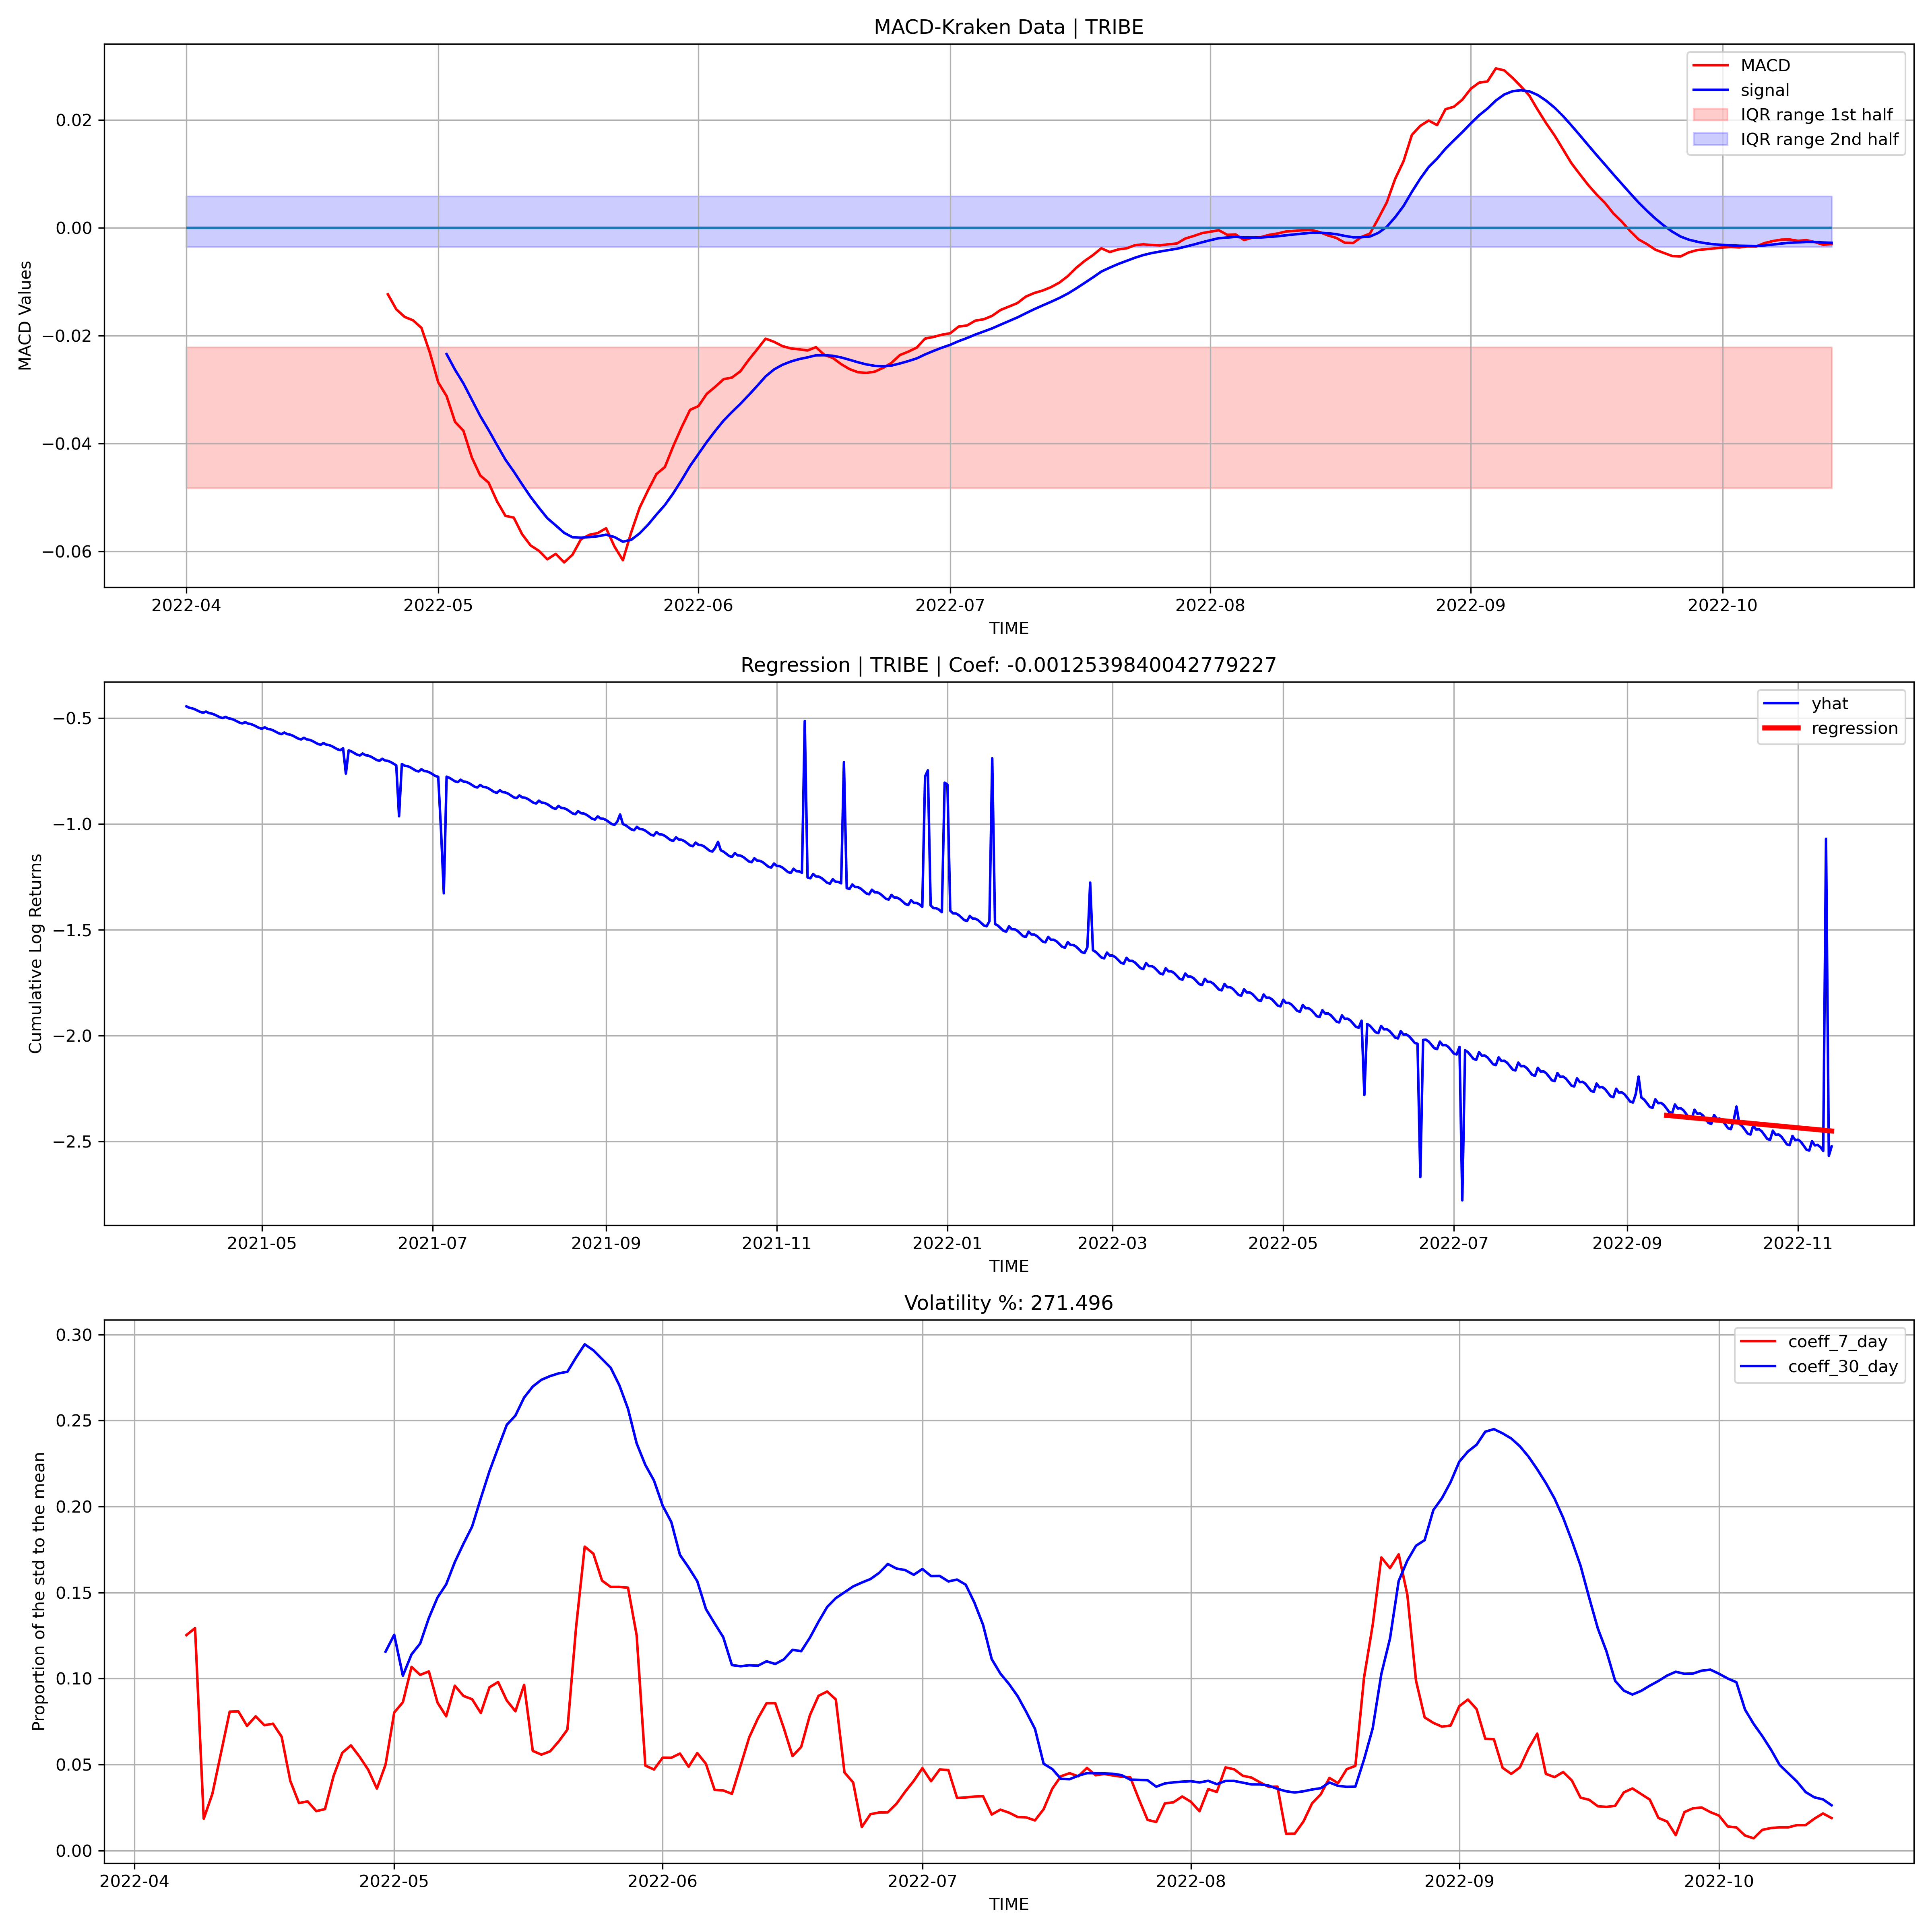 MACD-Kraken Data | TRIBE
MACD
signal
IQR range 1st half
IQR range 2nd half
MACD Values
0.02
0.00
−0.02
−0.04
−0.06
2022-04 2022-05 2022-06 2022-07 2022-08 2022-09 2022-10
TIME
Regression | TRIBE | Coef: -0.0012539840042779227
yhat
regression
Cumulative Log Returns
−0.5
−1.0
−1.5
−2.0
−2.5
2021-05 2021-07 2021-09 2021-11 2022-01 2022-03 2022-05 2022-07 2022-09 2022-11
TIME
Volatility %: 271.496
coeff_7_day
coeff_30_day
Proportion of the std to the mean
0.30
0.25
0.20
0.15
0.10
0.05
0.00
2022-04 2022-05 2022-06 2022-07 2022-08 2022-09 2022-10
TIME